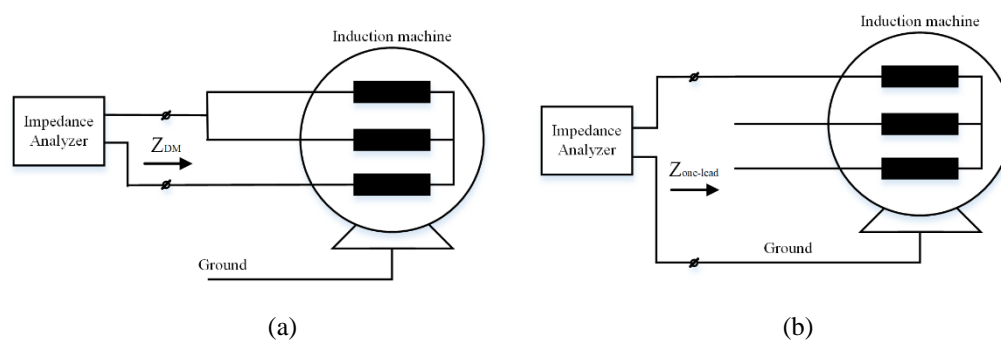 Induction machine
Impedance
Analyzer
ZDM
Ground
(a)
Induction machine
Impedance
Analyzer
Zone-lead
Ground
(b)